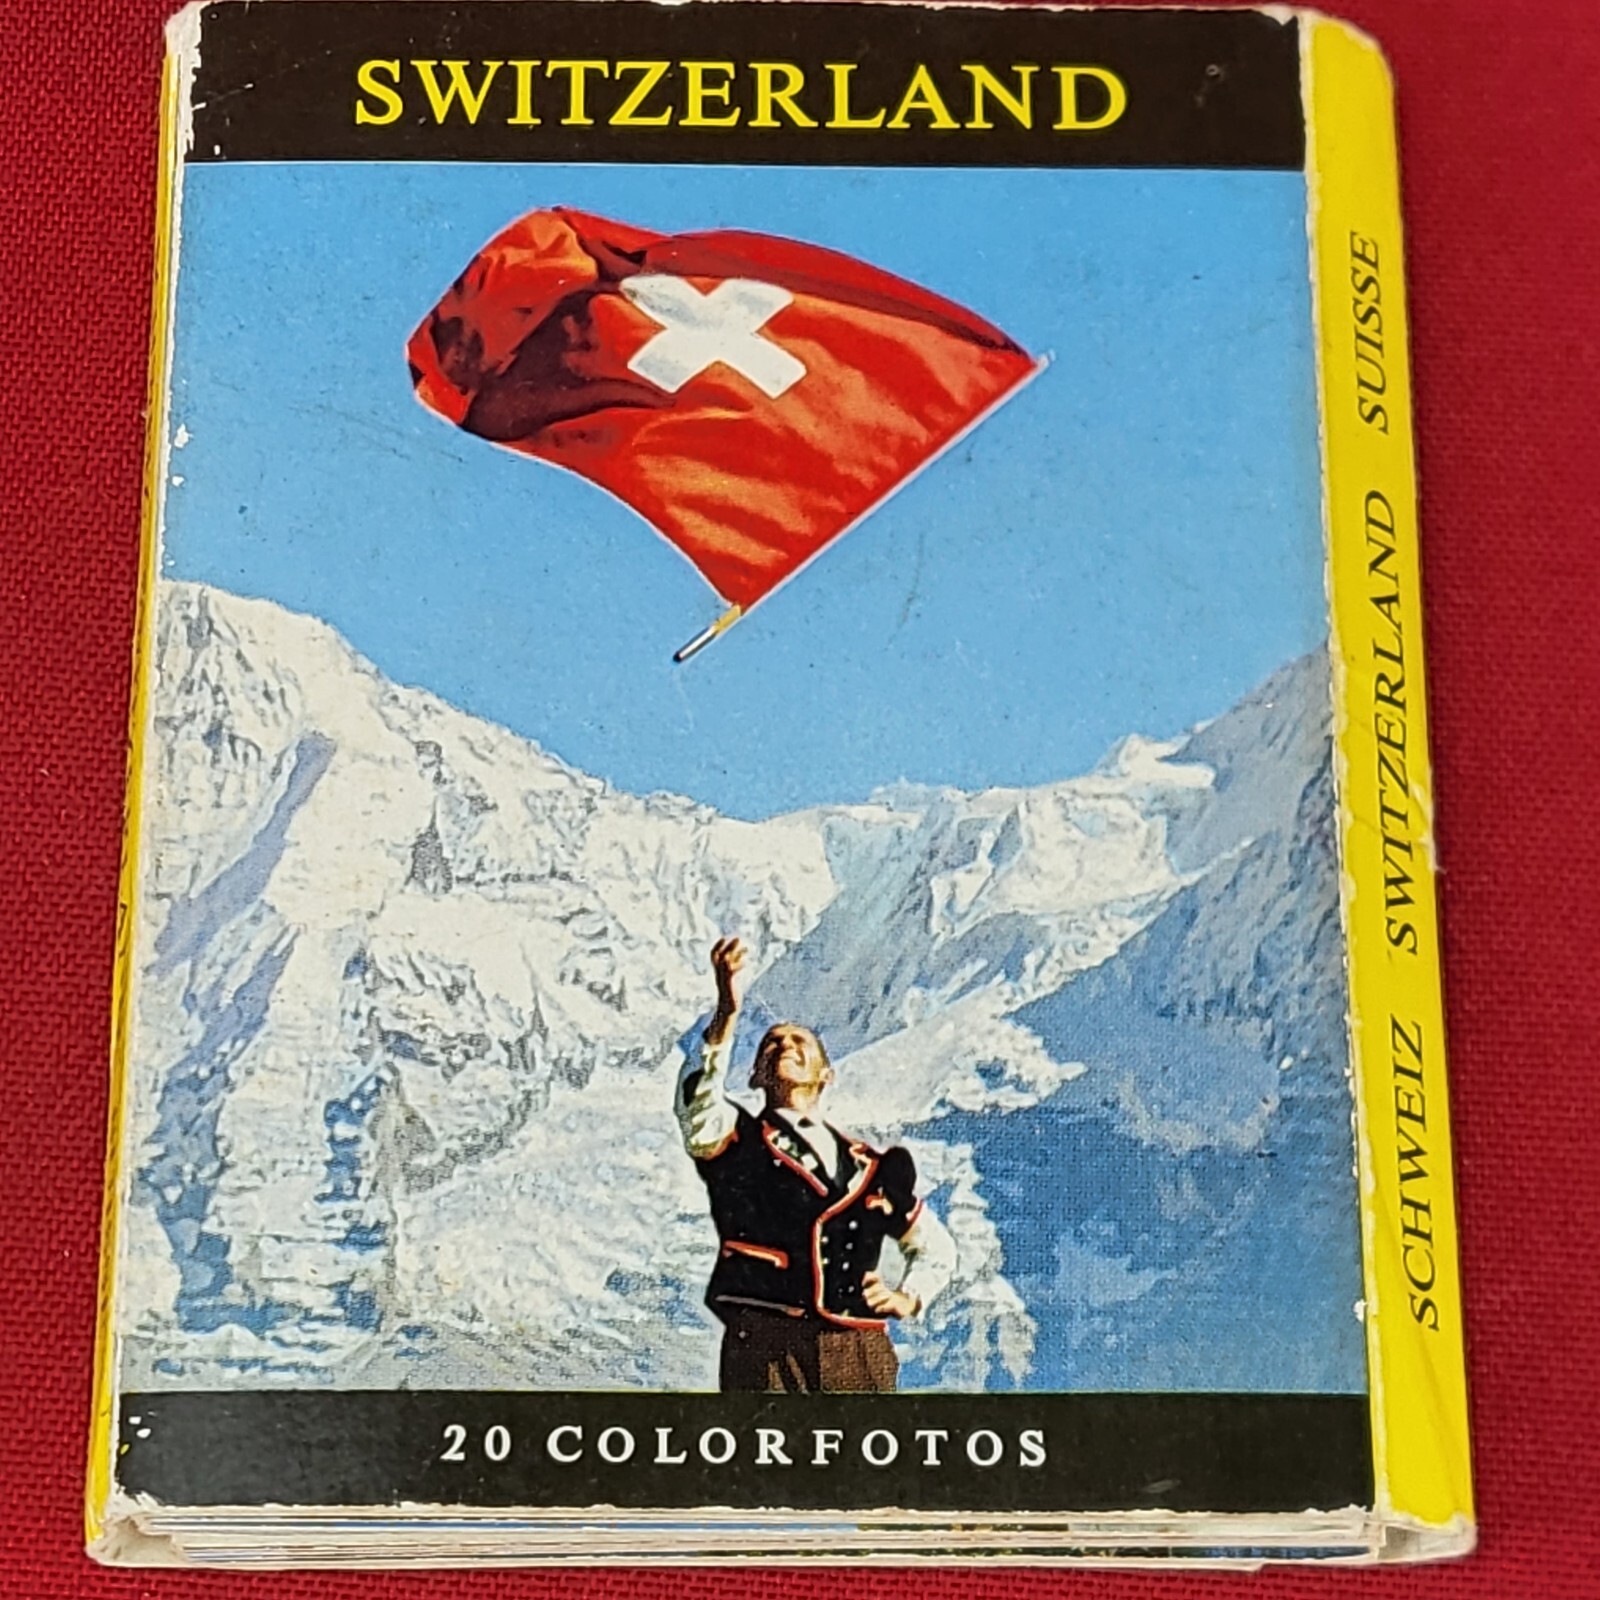 SWITZERLAND
20 COLORFOTOS
SCHWEIZ SWITZERLAND SUISSE